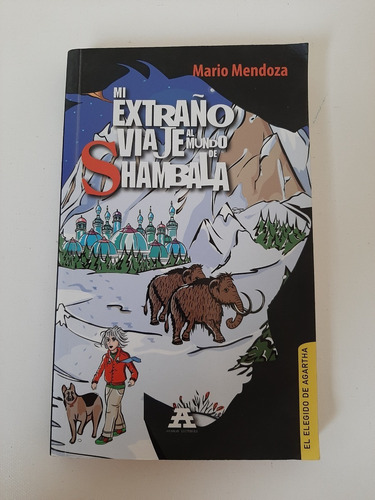 Mario Mendoza
MI
EXTRAÑO
VIAJE AL MUNDO DE
SHAMBALA
EL ELEGIDO DE AGARTHA